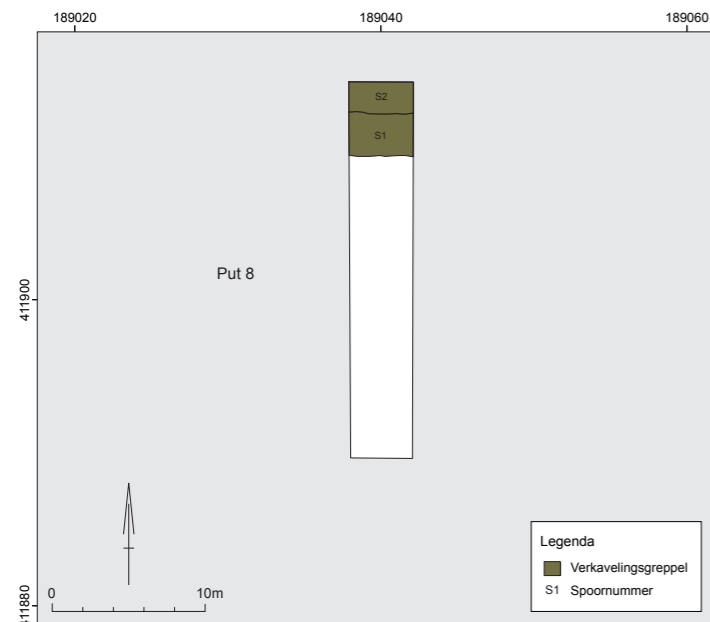 189020 189040 189060
S2
S1
Put 8
411900
411880
0 10m
Legenda
Verkavelingsgreppel
S1 Spoornummer